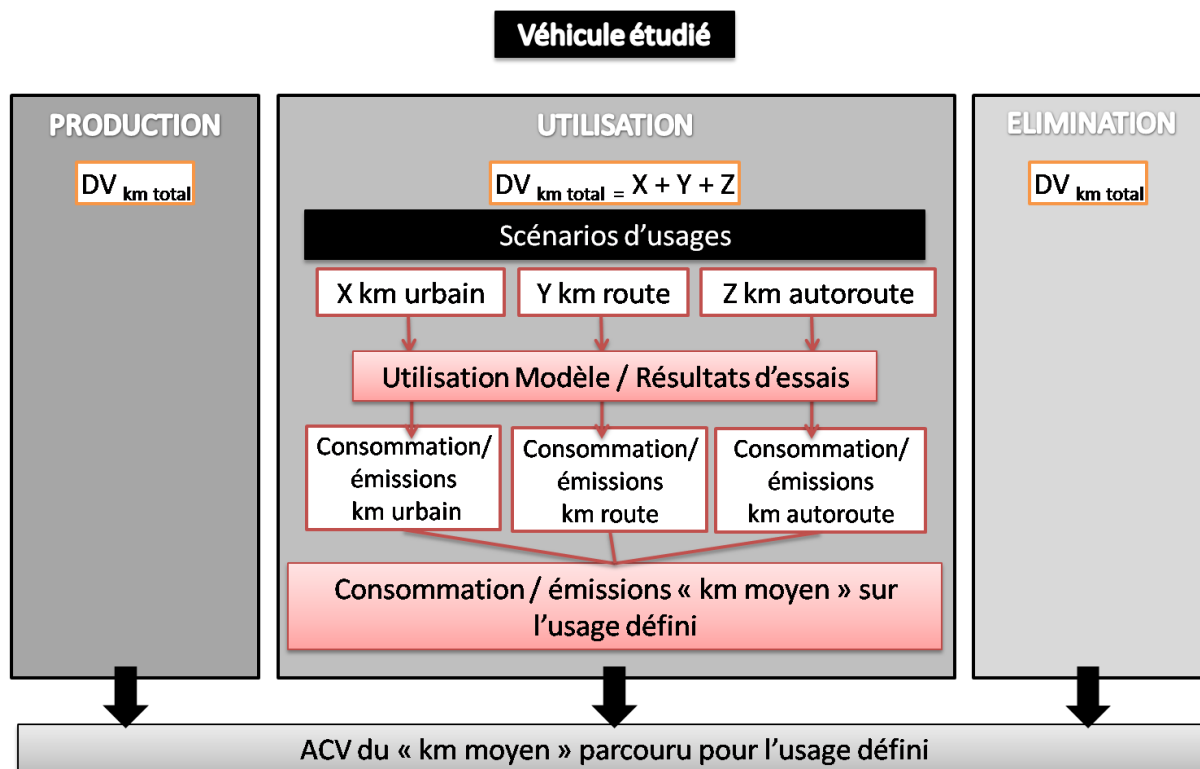 Véhicule étudié
PRODUCTION
DV km total
UTILISATION
DV km total = X + Y + Z
Scénarios d’usages
X km urbain
Y km route
Z km autoroute
Utilisation Modèle / Résultats d’essais
Consommation/
émissions
km urbain
Consommation/
émissions
km route
Consommation/
émissions
km autoroute
Consommation / émissions « km moyen » sur
l’usage défini
ELIMINATION
DV km total
ACV du « km moyen » parcouru pour l’usage défini